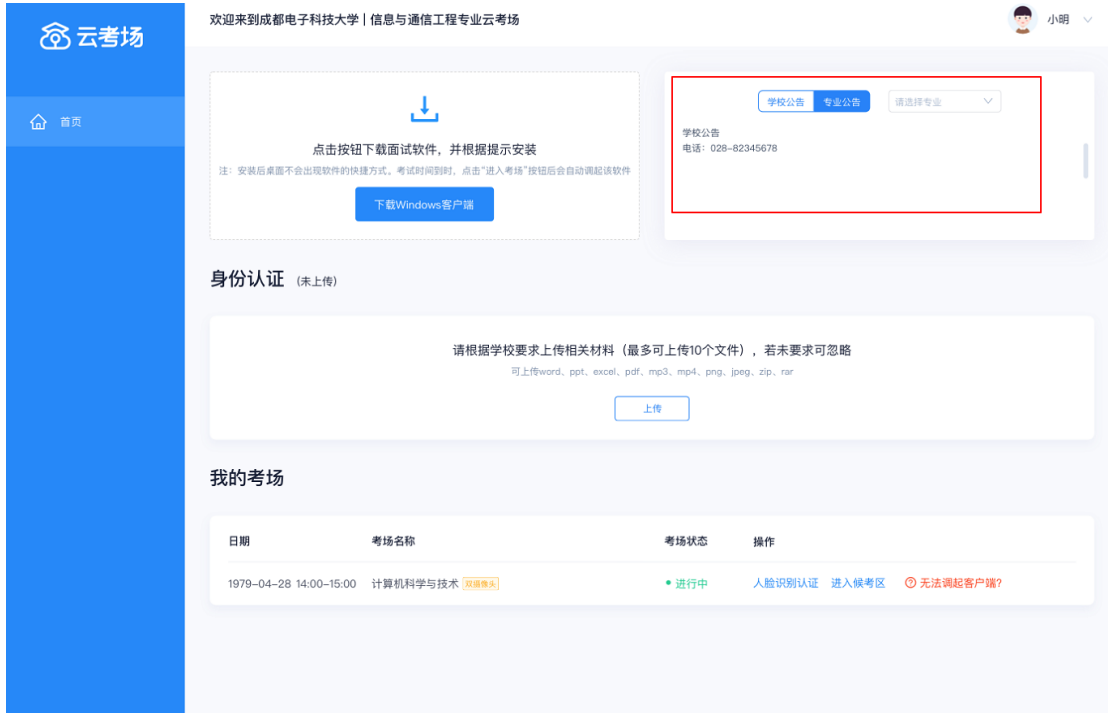 云考场
欢迎来到成都电子科技大学 | 信息与通信工程专业云考场
小明
首页
点击按钮下载面试软件，并根据提示安装
注：安装后桌面不会出现软件的快捷方式。考试时间到时，点击“进入考场”按钮后会自动调起该软件
下载Windows客户端
学校公告 专业公告 请选择专业
学校公告
电话：028-82345678
身份认证 (未上传)
请根据学校要求上传相关材料（最多可上传10个文件），若未要求可忽略
可上传word、ppt、excel、pdf、mp3、mp4、png、jpeg、zip、rar
上传
我的考场
日期 考场名称 考场状态 操作
1979-04-28 14:00-15:00 计算机科学与技术 双摄像头 进行中 人脸识别认证 进入候考区 无法调起客户端?